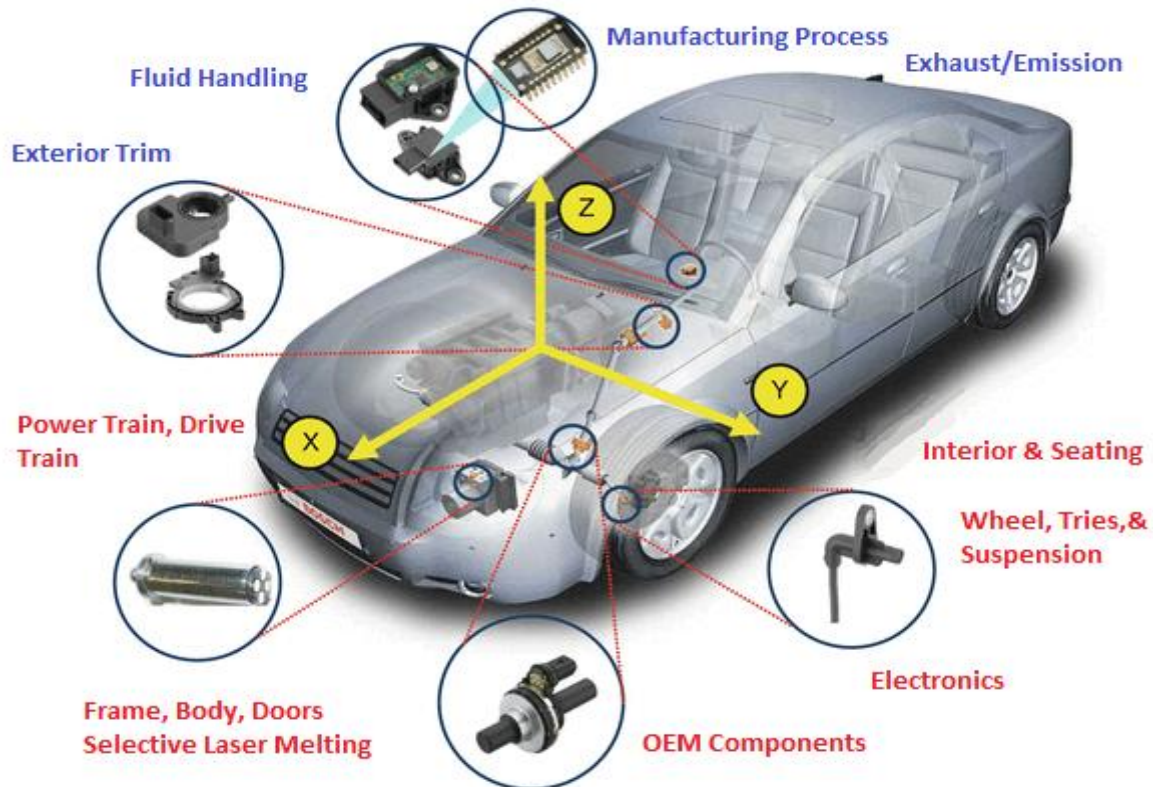 Manufacturing Process
Exhaust/Emission
Fluid Handling
Exterior Trim
Z
Y
X
Power Train, Drive
Train
Interior & Seating
Wheel, Tries,&
Suspension
BOSCH
Electronics
Frame, Body, Doors
Selective Laser Melting
OEM Components